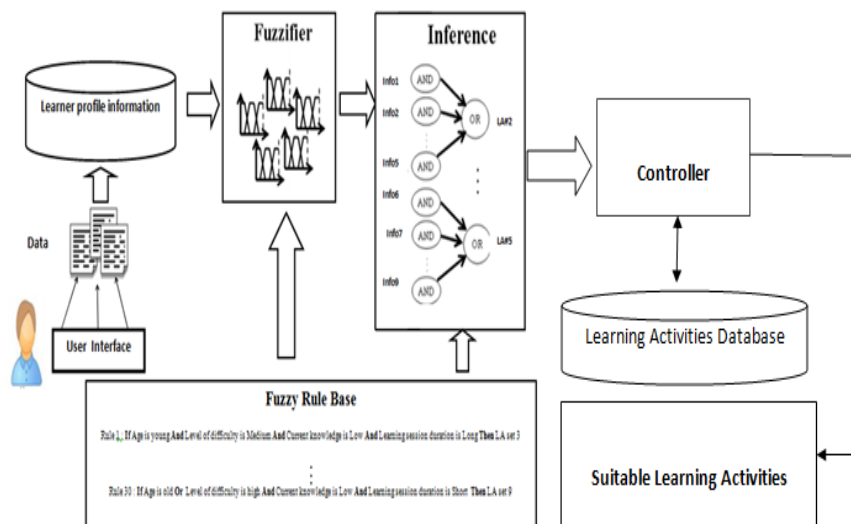 Fuzzifier
Inference
Learner profile information
Info1
AND
Info2
AND
OR
LA#2
Info5
AND
Info6
AND
Info7
AND
OR
LA#5
Info9
AND
Controller
Data
User Interface
Learning Activities Database
Fuzzy Rule Base
Rule 1 : If Age is young And Level of difficulty is Medium And Current knowledge is Low And Learning session duration is Long Then LA set 3
Rule 30 : If Age is old Or Level of difficulty is high And Current knowledge is Low And Learning session duration is Short Then LA set 9
Suitable Learning Activities